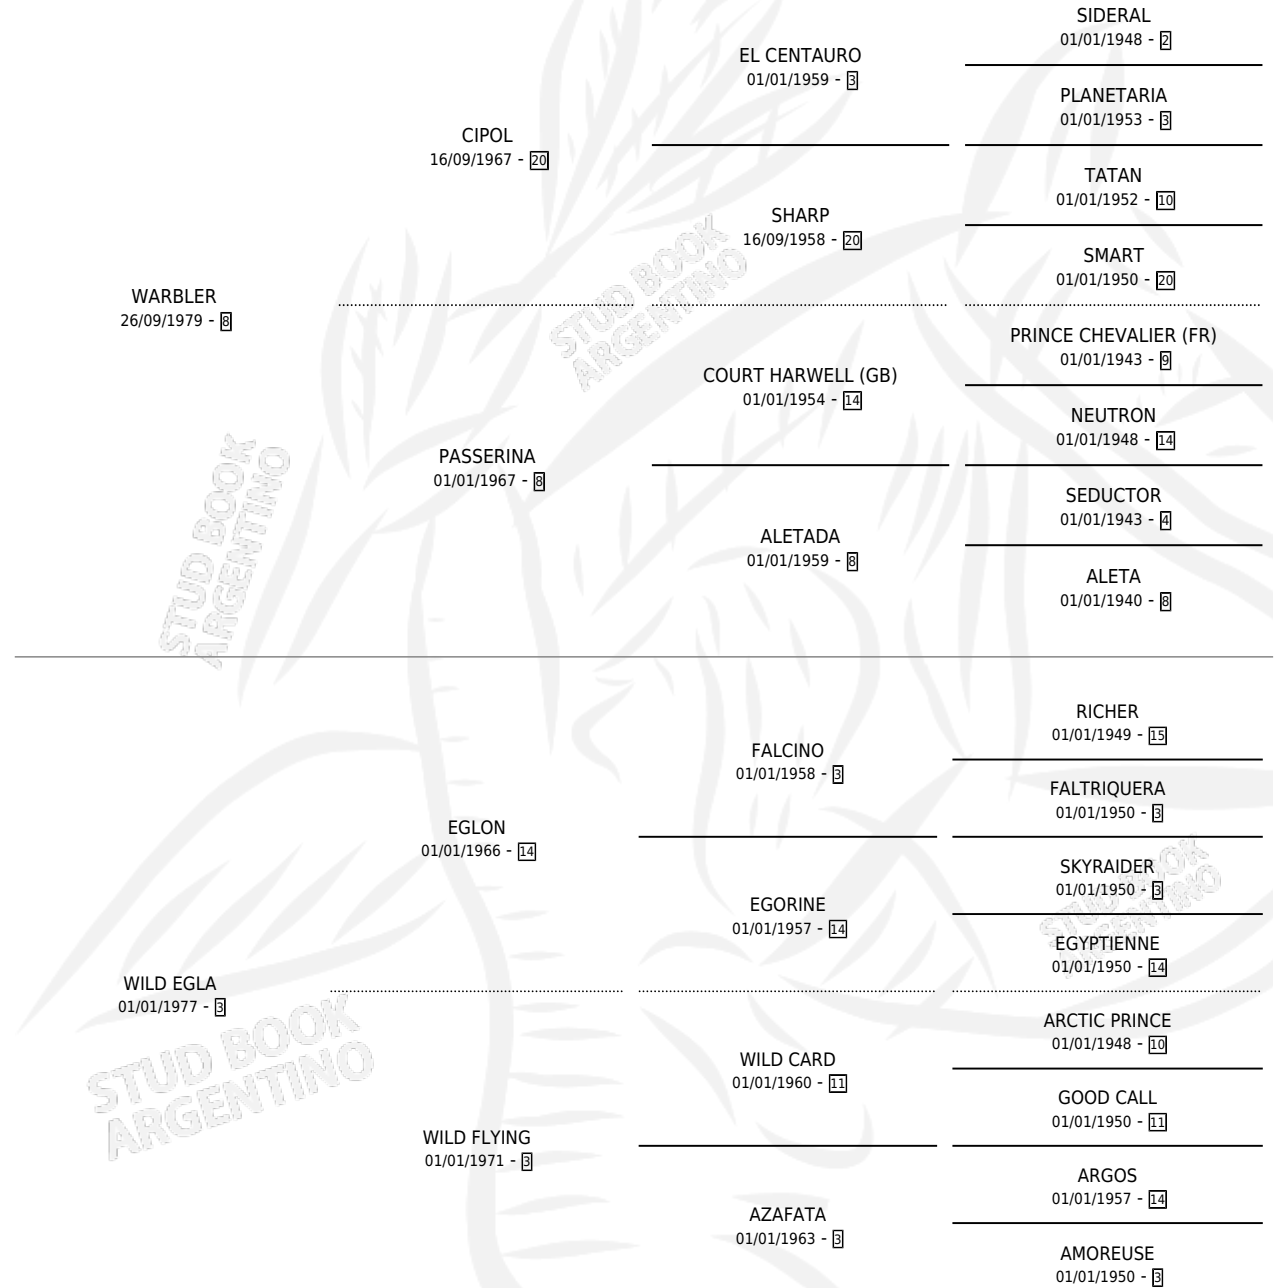 SIDERAL
01/01/1948 - 2
EL CENTAURO
01/01/1959 - 3
PLANETARIA
01/01/1953 - 3
CIPOL
16/09/1967 - 20
TATAN
01/01/1952 - 10
SHARP
16/09/1958 - 20
SMART
01/01/1950 - 20
WARBLER
26/09/1979 - 8
PRINCE CHEVALIER (FR)
01/01/1943 - 9
COURT HARWELL (GB)
01/01/1954 - 14
NEUTRON
01/01/1948 - 14
PASSERINA
01/01/1967 - 8
SEDUCTOR
01/01/1943 - 4
ALETADA
01/01/1959 - 8
ALETA
01/01/1940 - 8
RICHER
01/01/1949 - 15
FALCINO
01/01/1958 - 3
FALTRIQUERA
01/01/1950 - 3
EGLON
01/01/1966 - 14
SKYRAIDER
01/01/1950 - 3
EGORINE
01/01/1957 - 14
EGYPTIENNE
01/01/1950 - 14
WILD EGLA
01/01/1977 - 3
ARCTIC PRINCE
01/01/1948 - 10
WILD CARD
01/01/1960 - 11
GOOD CALL
01/01/1950 - 11
WILD FLYING
01/01/1971 - 3
ARGOS
01/01/1957 - 14
AZAFATA
01/01/1963 - 3
AMOREUSE
01/01/1950 - 3
STUD BOOK
ARGENTINO
STUD BOOK
ARGENTINO
STUD BOOK
ARGENTINO
STUD BOOK
ARGENTINO